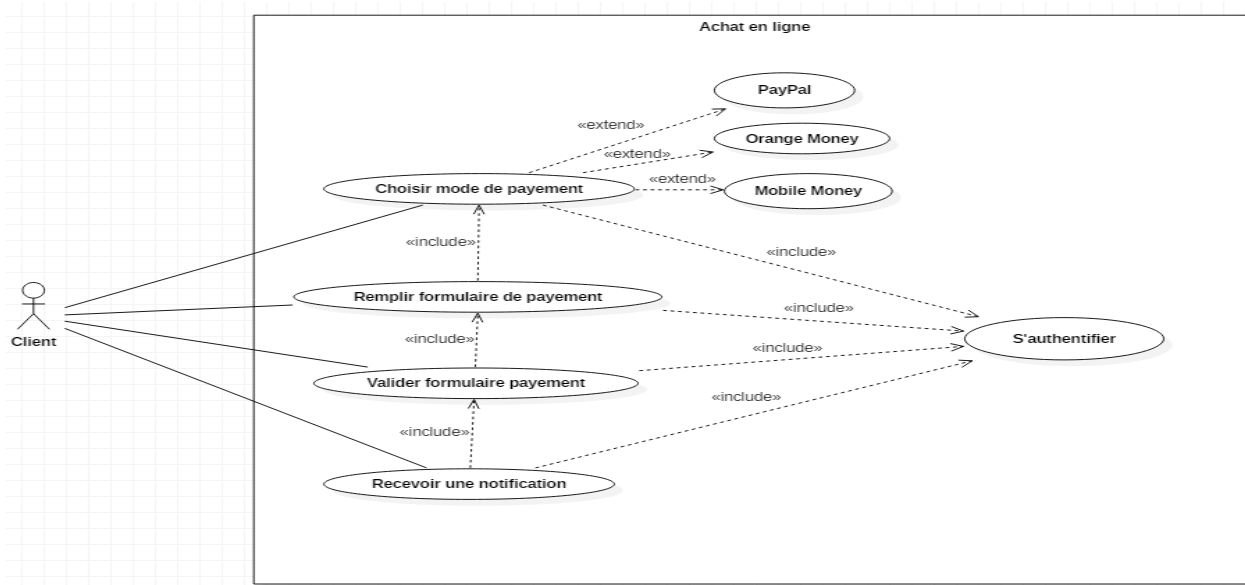 Achat en ligne
PayPal
«extend»
Orange Money
«extend»
«extend»
Choisir mode de payement
Mobile Money
«include»
«include»
Remplir formulaire de payement
«include»
Client
«include»
S'authentifier
«include»
Valider formulaire payement
«include»
«include»
Recevoir une notification